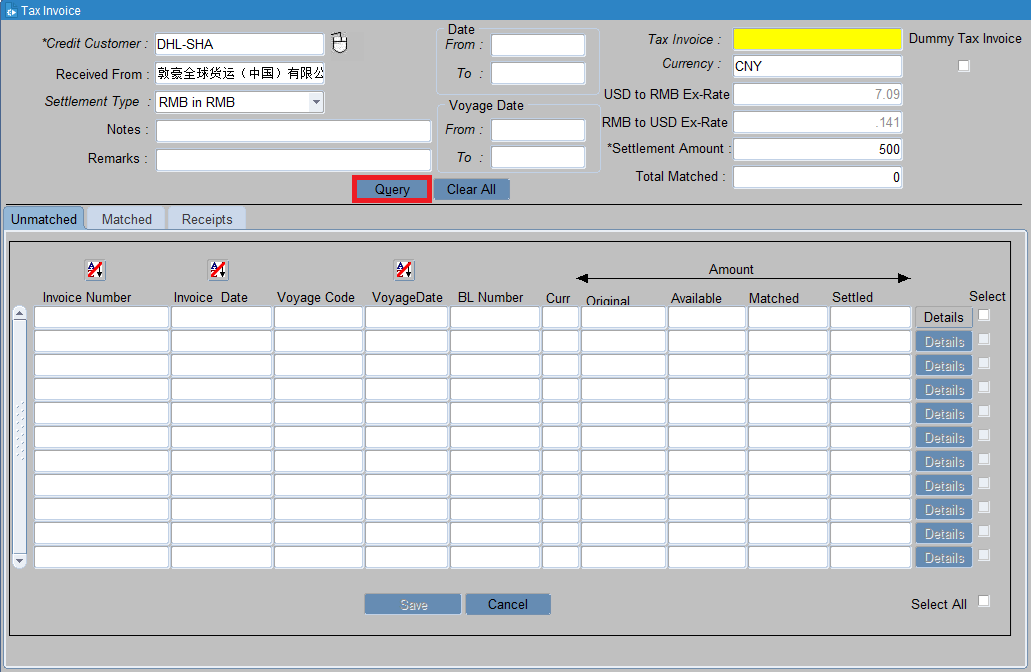 Tax Invoice
*Credit Customer : DHL-SHA
Received From : 敦豪全球货运（中国）有限公
Settlement Type : RMB in RMB
Notes :
Remarks :
Date
From :
To :
Voyage Date
From :
To :
Tax Invoice :
Dummy Tax Invoice
Currency : CNY
USD to RMB Ex-Rate 7.09
RMB to USD Ex-Rate .141
*Settlement Amount : 500
Total Matched : 0
Query Clear All
Unmatched Matched Receipts
Amount
Invoice Number Invoice Date Voyage Code VoyageDate BL Number Curr Original Available Matched Settled Select
Details
Details
Details
Details
Details
Details
Details
Details
Details
Details
Details
Save Cancel
Select All